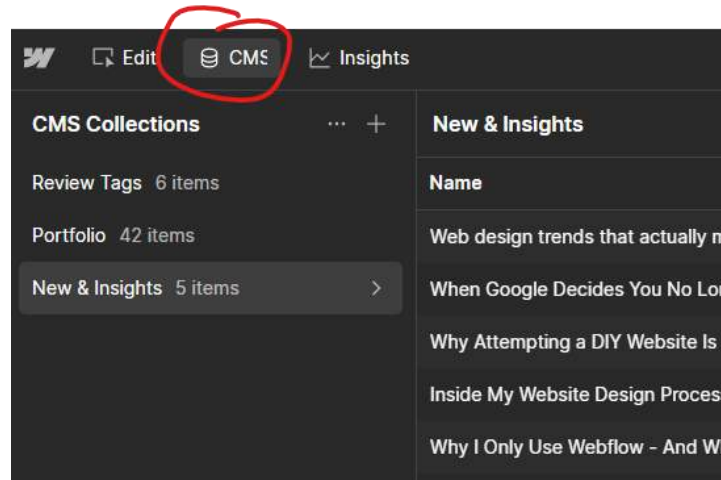 Edit CMS Insights
CMS Collections
Review Tags 6 items
Portfolio 42 items
New & Insights 5 items
New & Insights
Name
Web design trends that actually
When Google Decides You No
Why Attempting a DIY Website Is
Inside My Website Design
Why I Only Use Webflow - And